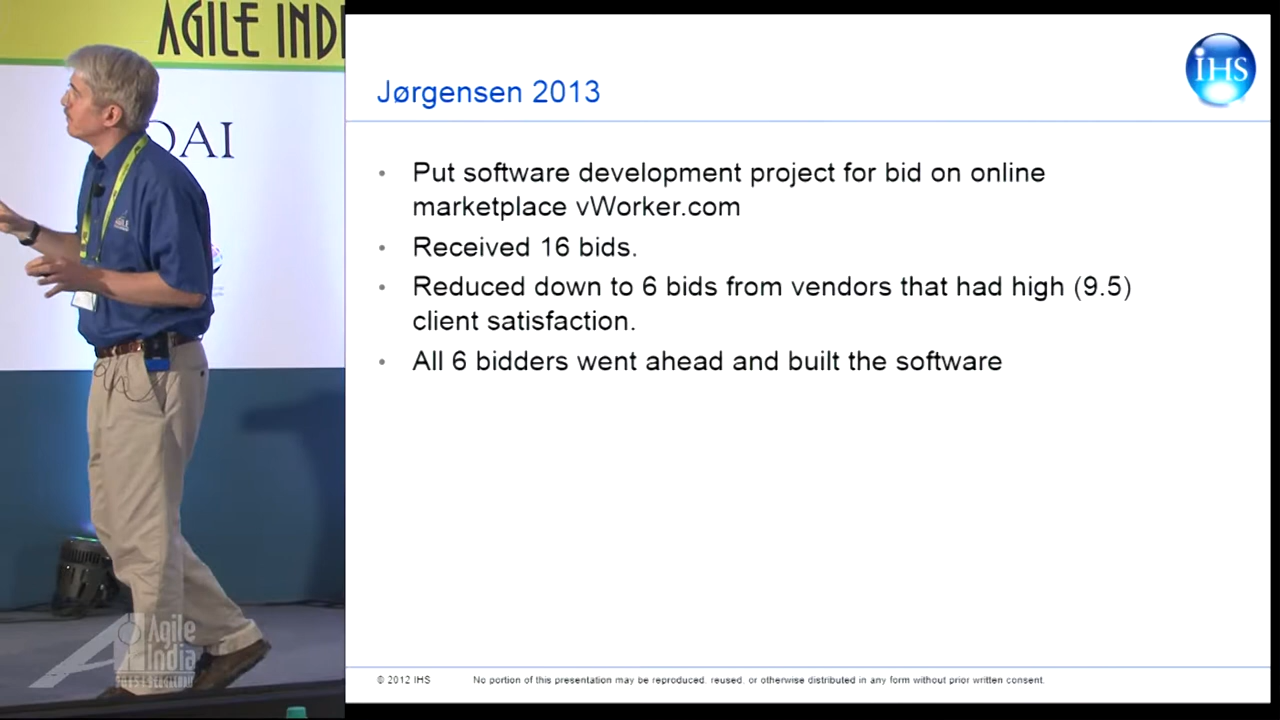 AGILE INDI
OAI
IHS
Jørgensen 2013
• Put software development project for bid on online
marketplace vWorker.com
• Received 16 bids.
• Reduced down to 6 bids from vendors that had high (9.5)
client satisfaction.
• All 6 bidders went ahead and built the software
Agile
India
© 2012 IHS No portion of this presentation may be reproduced, reused, or otherwise distributed in any form without prior written consent.